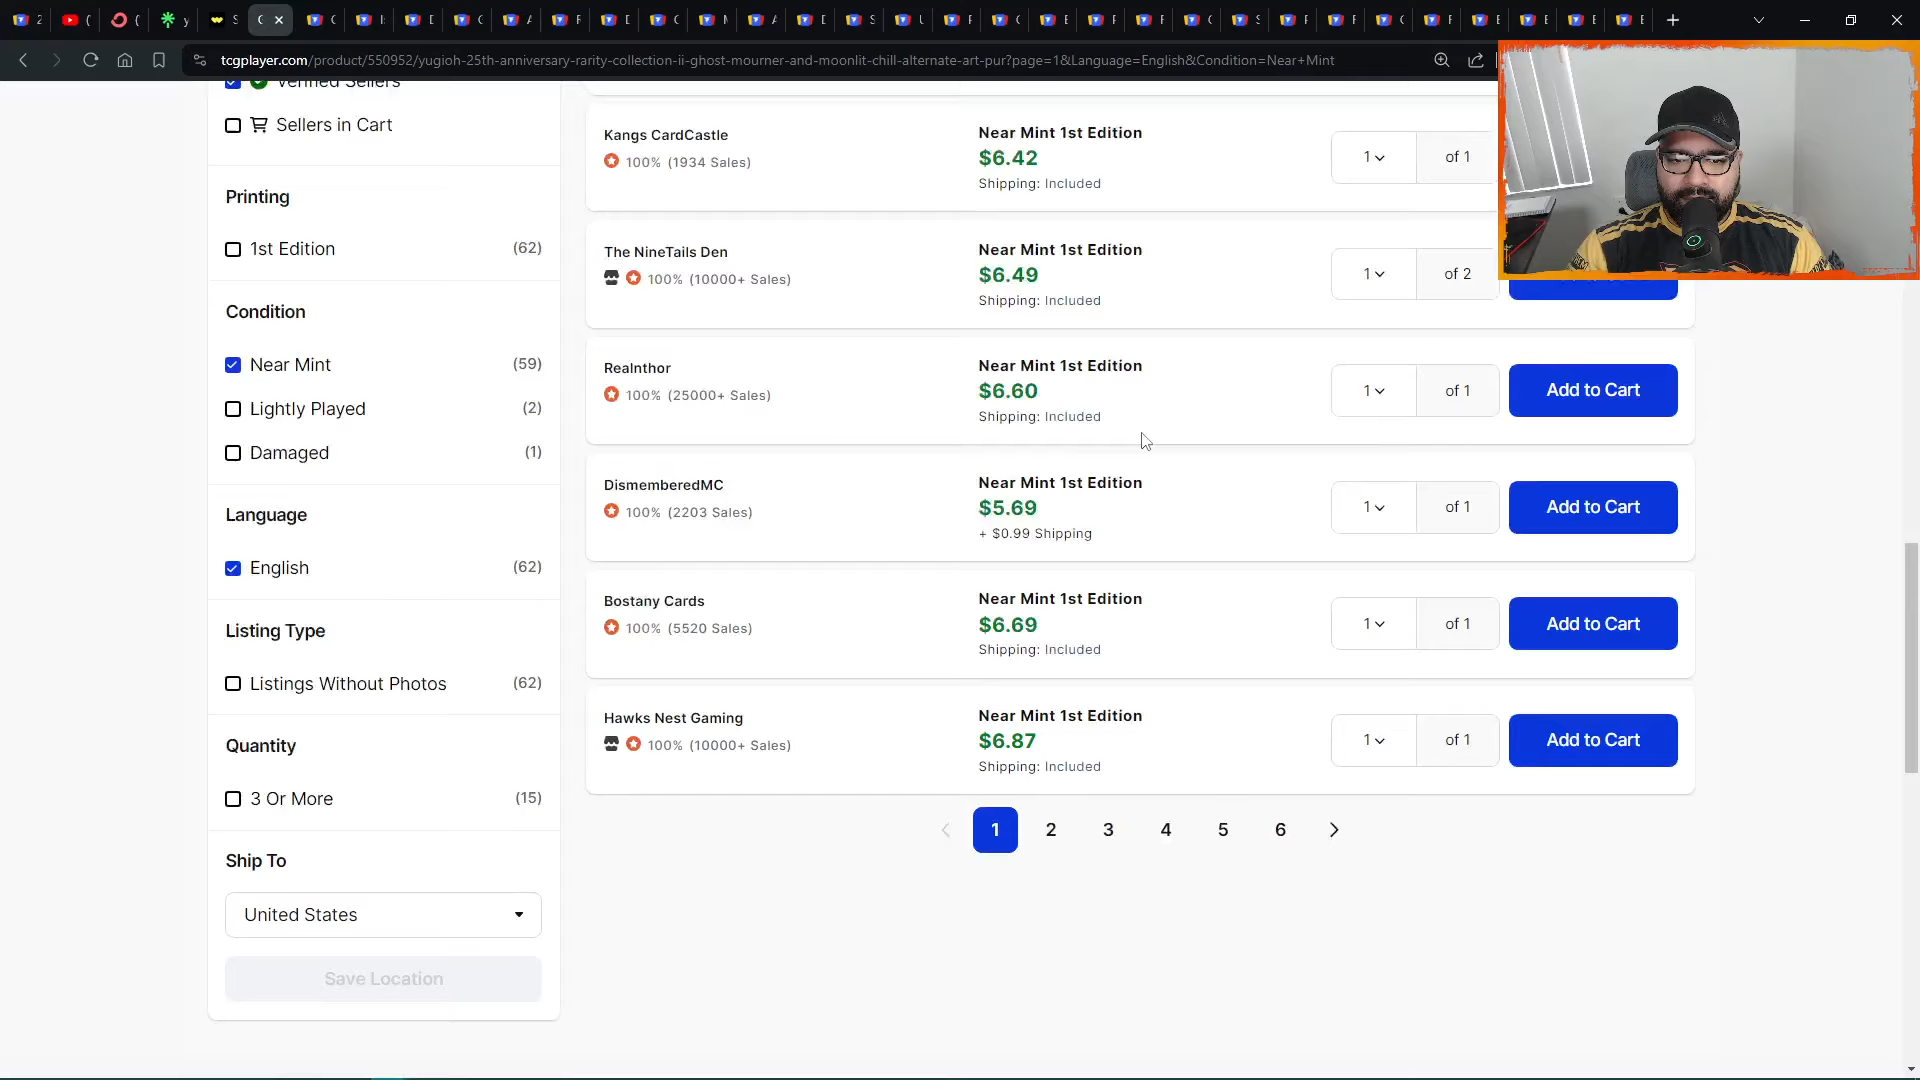 tcgplayer.com/product/550952/yugioh-25th-anniversary-rarity-collection-ii-ghost-mourner-and-moonlit-chill-alternate-art-pur?page=1&Language=English&Condition=Near+Mint
Verified Sellers
Sellers in Cart
Printing
1st Edition (62)
Condition
Near Mint (59)
Lightly Played (2)
Damaged (1)
Language
English (62)
Listing Type
Listings Without Photos (62)
Quantity
3 Or More (15)
Ship To
United States
Save Location
Kangs CardCastle
100% (1934 Sales)
Near Mint 1st Edition
$6.42
Shipping: Included
1 of 1
The NineTails Den
100% (10000+ Sales)
Near Mint 1st Edition
$6.49
Shipping: Included
1 of 2
Realnthor
100% (25000+ Sales)
Near Mint 1st Edition
$6.60
Shipping: Included
1 of 1
Add to Cart
DismemberedMC
100% (2203 Sales)
Near Mint 1st Edition
$5.69
+ $0.99 Shipping
1 of 1
Add to Cart
Bostany Cards
100% (5520 Sales)
Near Mint 1st Edition
$6.69
Shipping: Included
1 of 1
Add to Cart
Hawks Nest Gaming
100% (10000+ Sales)
Near Mint 1st Edition
$6.87
Shipping: Included
1 of 1
Add to Cart
1 2 3 4 5 6